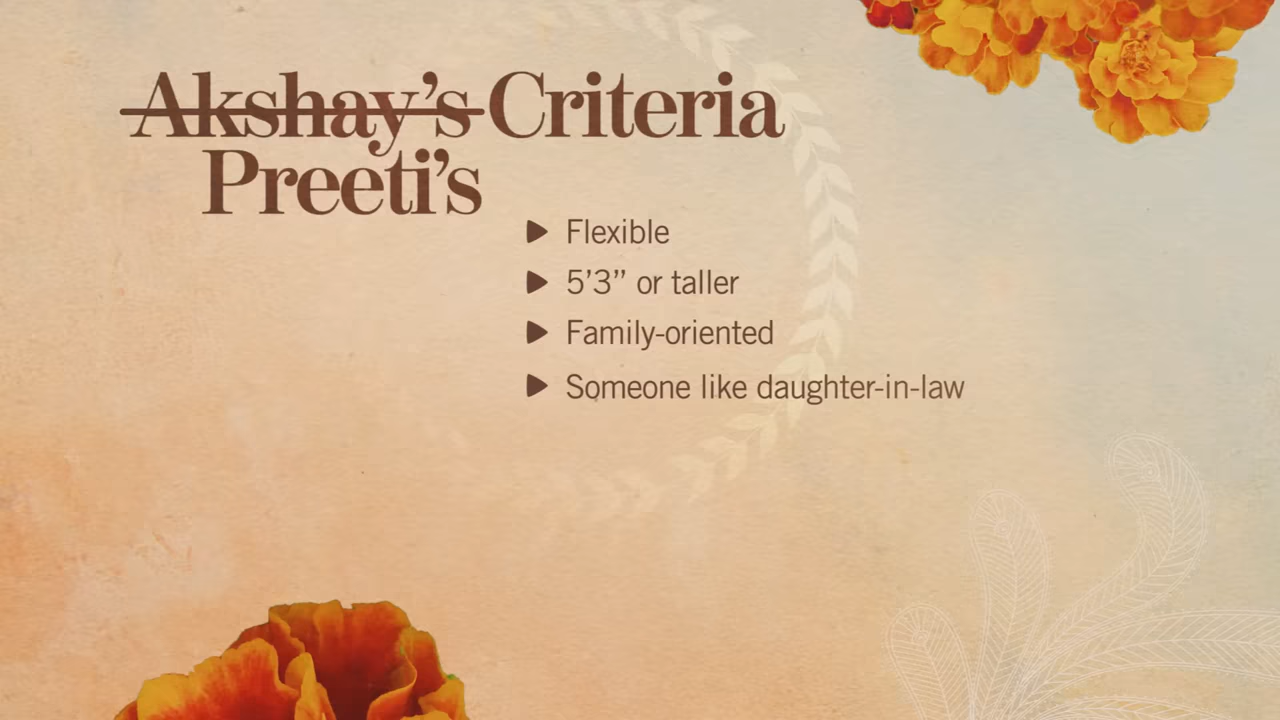 Akshay’s Criteria
Preeti’s
Flexible
5’3” or taller
Family-oriented
Someone like daughter-in-law